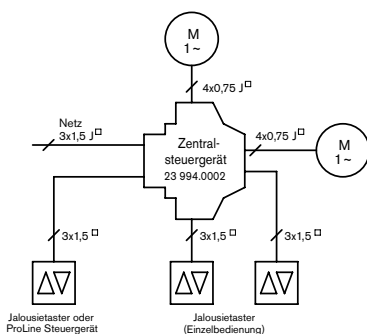 M
1~
4x0,75 J□
Netz
3x1,5 J□
Zentral-
steuergerät
23 994.0002
4x0,75 J□
M
1~
3x1,5 □
3x1,5 □
3x1,5 □
Jalousietaster oder
ProLine Steuergerät
Jalousietaster
(Einzelbedienung)